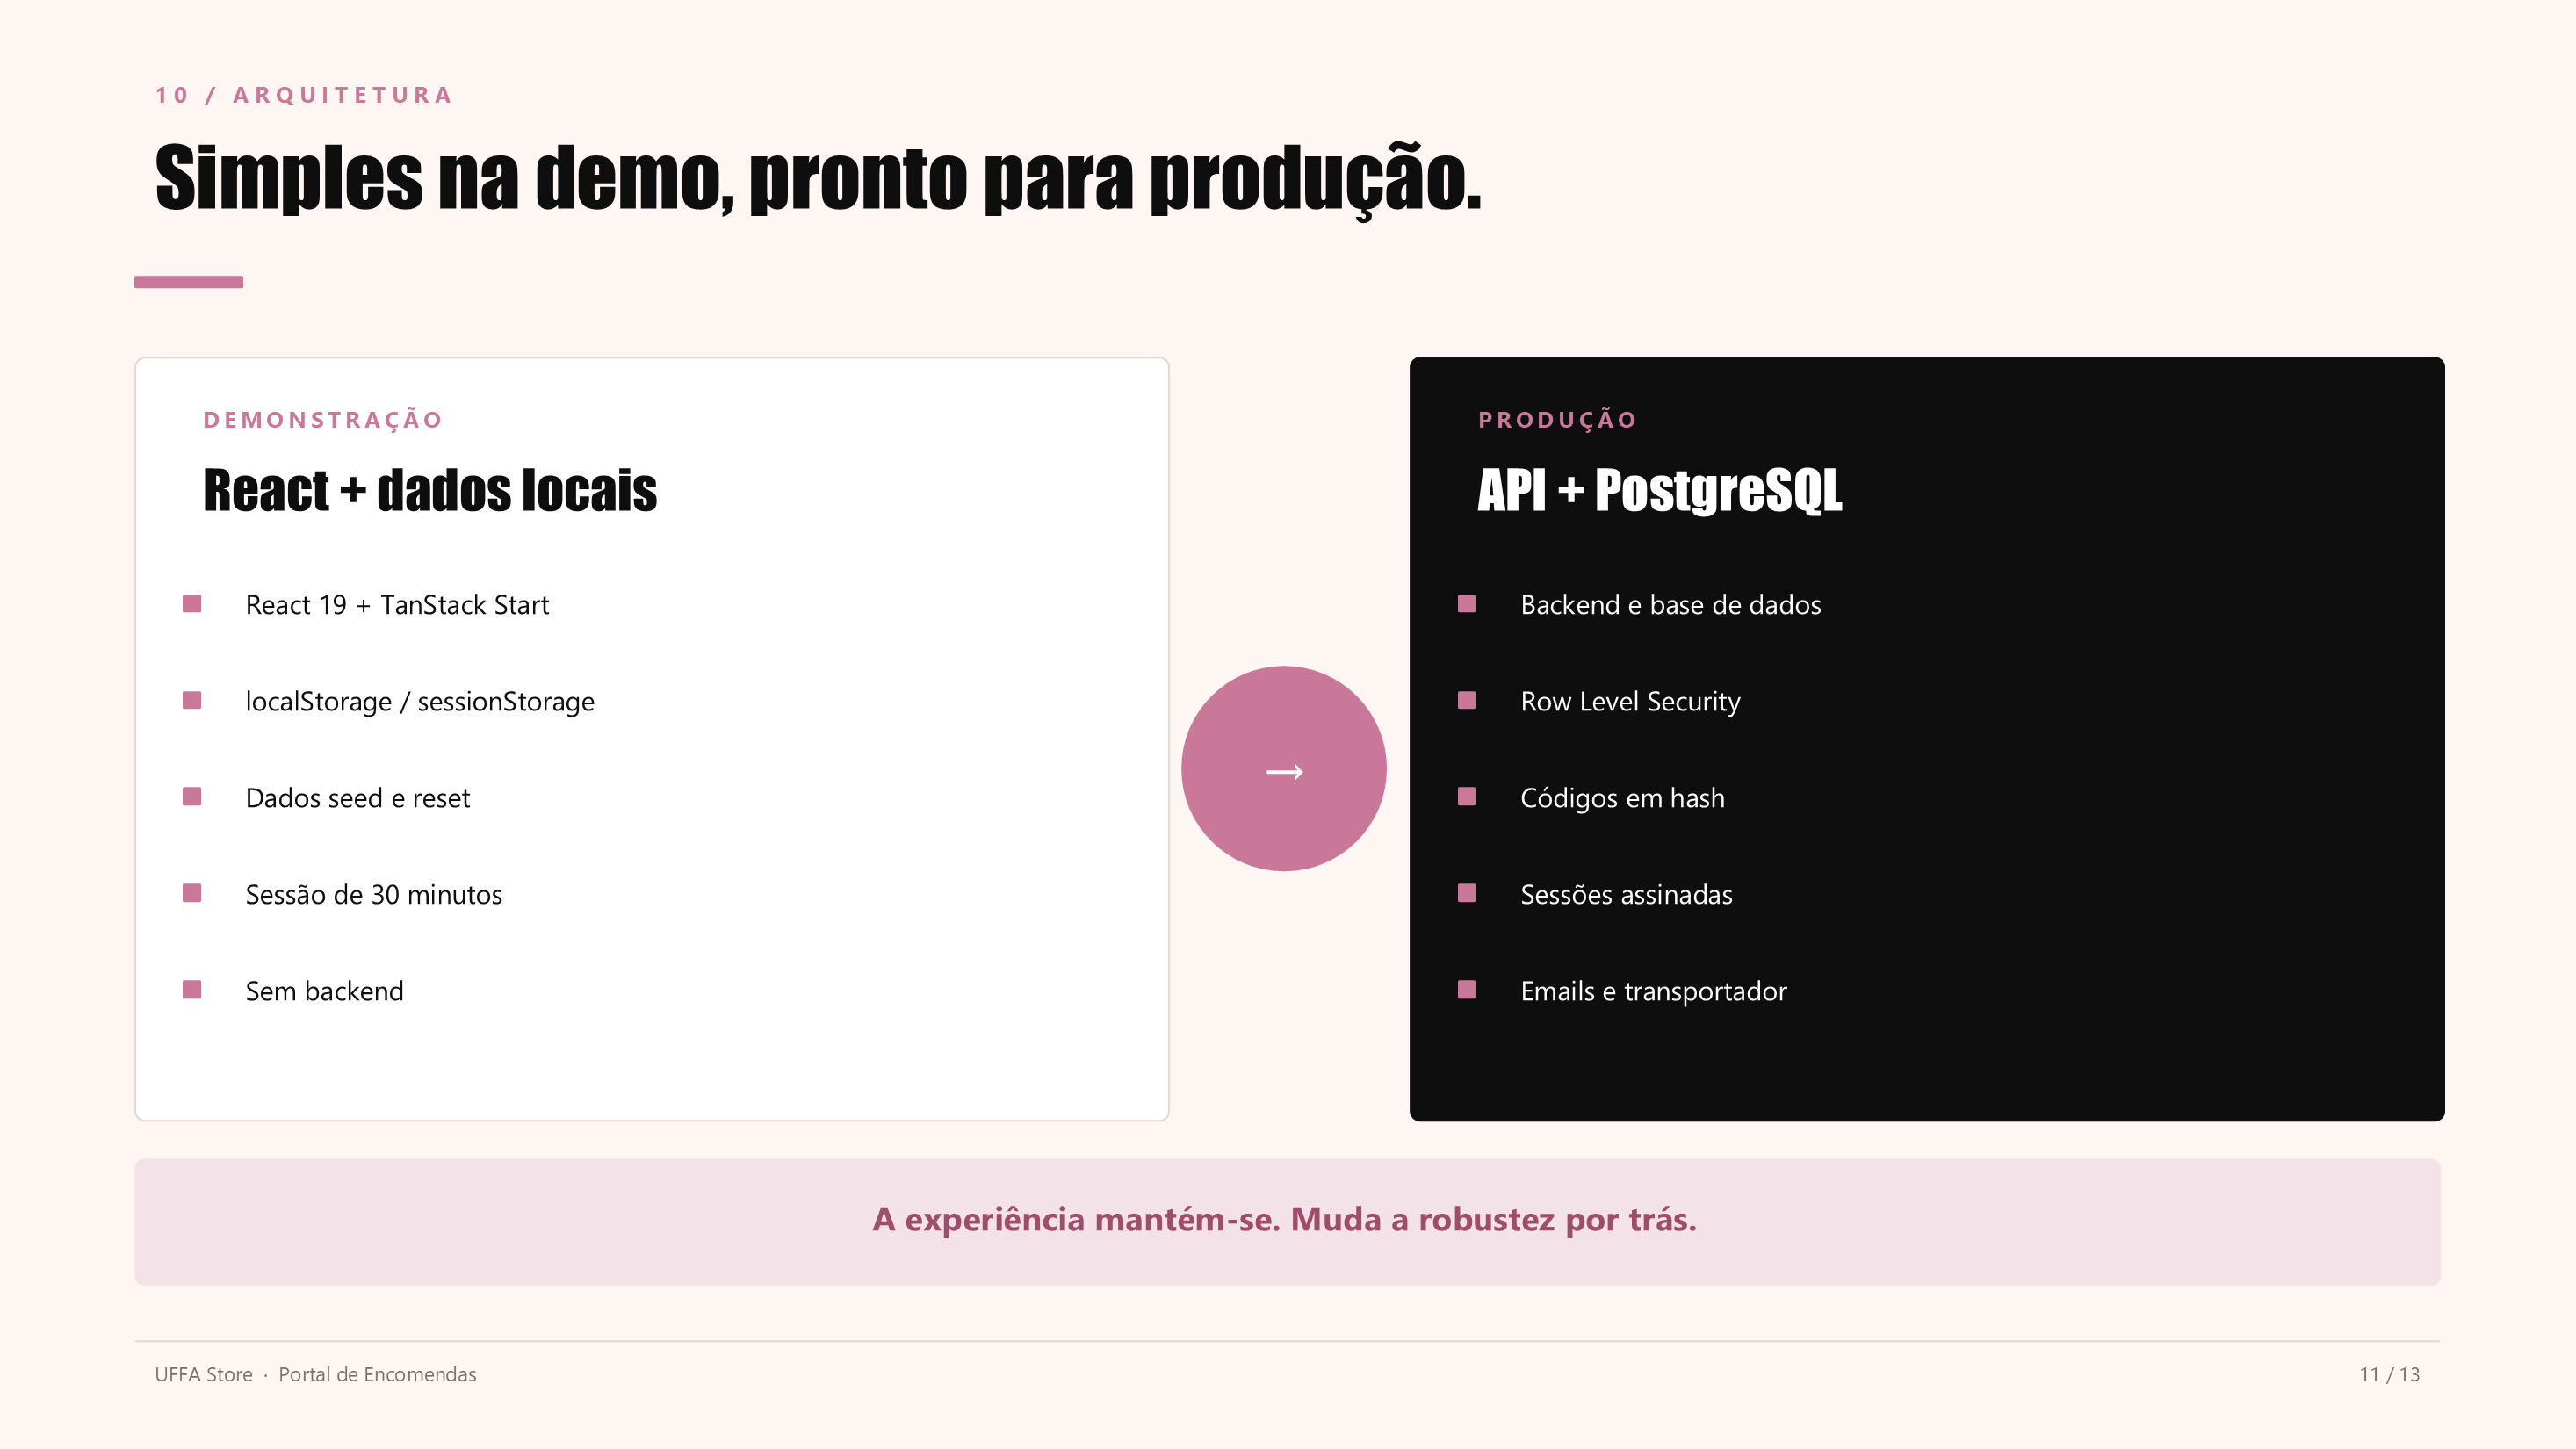 10 / ARQUITETURA
Simples na demo, pronto para produção.
DEMONSTRAÇÃO
React + dados locais
React 19 + TanStack Start
localStorage / sessionStorage
Dados seed e reset
Sessão de 30 minutos
Sem backend
→
PRODUÇÃO
API + PostgreSQL
Backend e base de dados
Row Level Security
Códigos em hash
Sessões assinadas
Emails e transportador
A experiência mantém-se. Muda a robustez por trás.
UFFA Store · Portal de Encomendas
11 / 13